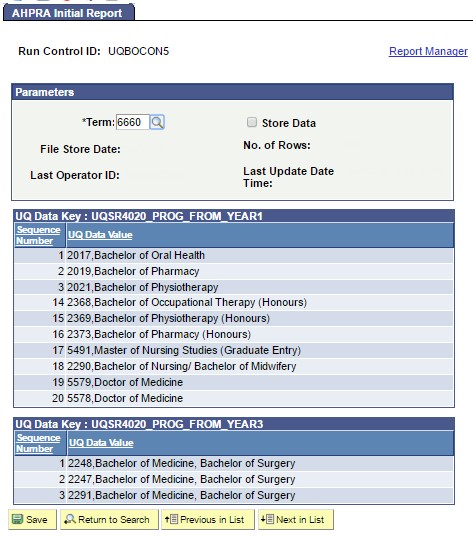 AHPRA Initial Report
Run Control ID: UQBOCON5 Report Manager
Parameters
*Term: 6660 Store Data
File Store Date: No. of Rows:
Last Operator ID: Last Update Date Time:
UQ Data Key : UQSR4020_PROG_FROM_YEAR1
Sequence Number UQ Data Value
1 2017,Bachelor of Oral Health
2 2019,Bachelor of Pharmacy
3 2021,Bachelor of Physiotherapy
14 2368,Bachelor of Occupational Therapy (Honours)
15 2369,Bachelor of Physiotherapy (Honours)
16 2373,Bachelor of Pharmacy (Honours)
17 5491,Master of Nursing Studies (Graduate Entry)
18 2290,Bachelor of Nursing/ Bachelor of Midwifery
19 5579,Doctor of Medicine
20 5578,Doctor of Medicine
UQ Data Key : UQSR4020_PROG_FROM_YEAR3
Sequence Number UQ Data Value
1 2248,Bachelor of Medicine, Bachelor of Surgery
2 2247,Bachelor of Medicine, Bachelor of Surgery
3 2291,Bachelor of Medicine, Bachelor of Surgery
Save Return to Search Previous in List Next in List